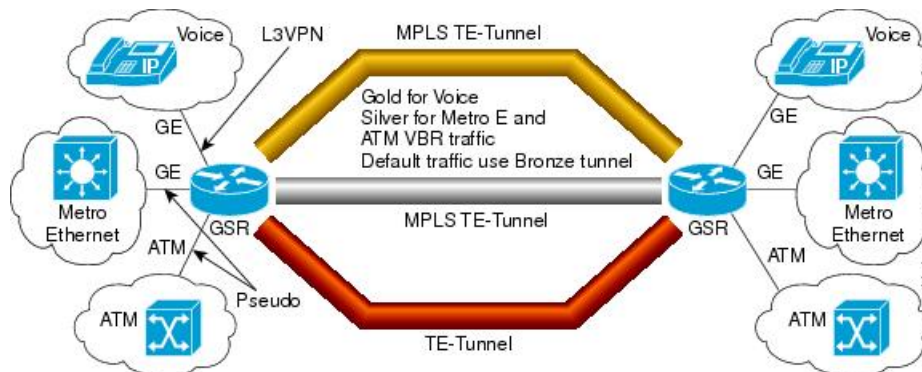 Voice
IP
L3VPN
MPLS TE-Tunnel
Voice
IP
GE
Gold for Voice
Silver for Metro E and
ATM VBR traffic
Default traffic use Bronze tunnel
GE
GE
Metro
Ethernet
GSR
MPLS TE-Tunnel
GSR
GE
Metro
Ethernet
ATM
Pseudo
ATM
TE-Tunnel
ATM
ATM